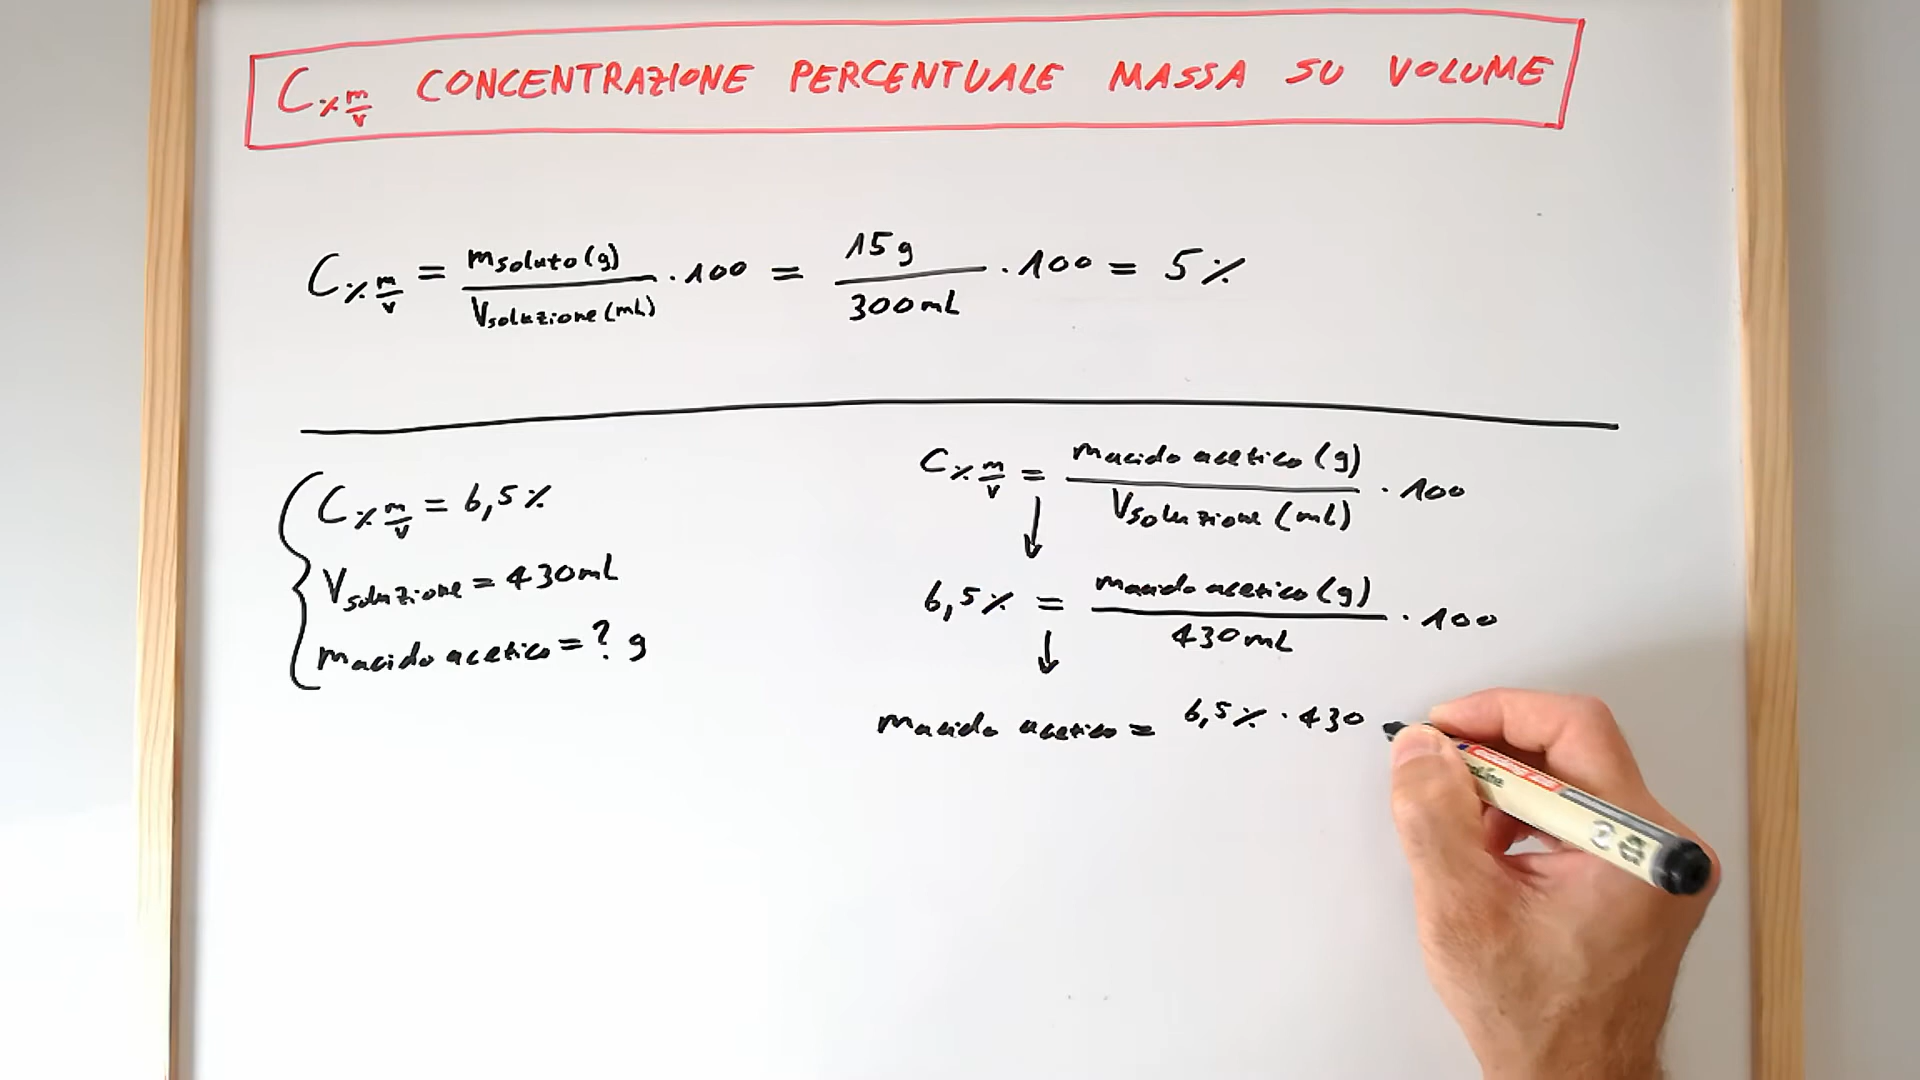 C%m/v CONCENTRAZIONE PERCENTUALE MASSA SU VOLUME
C%m/v = msoluto(g)/Vsoluzione(mL) · 100 = 15g/300mL · 100 = 5%
C%m/v = 6,5%
Vsoluzione = 430mL
macido acetico = ? g
C%m/v = macido acetico(g)/Vsoluzione(mL) · 100
6,5% = macido acetico(g)/430mL · 100
macido acetico = 6,5% · 430